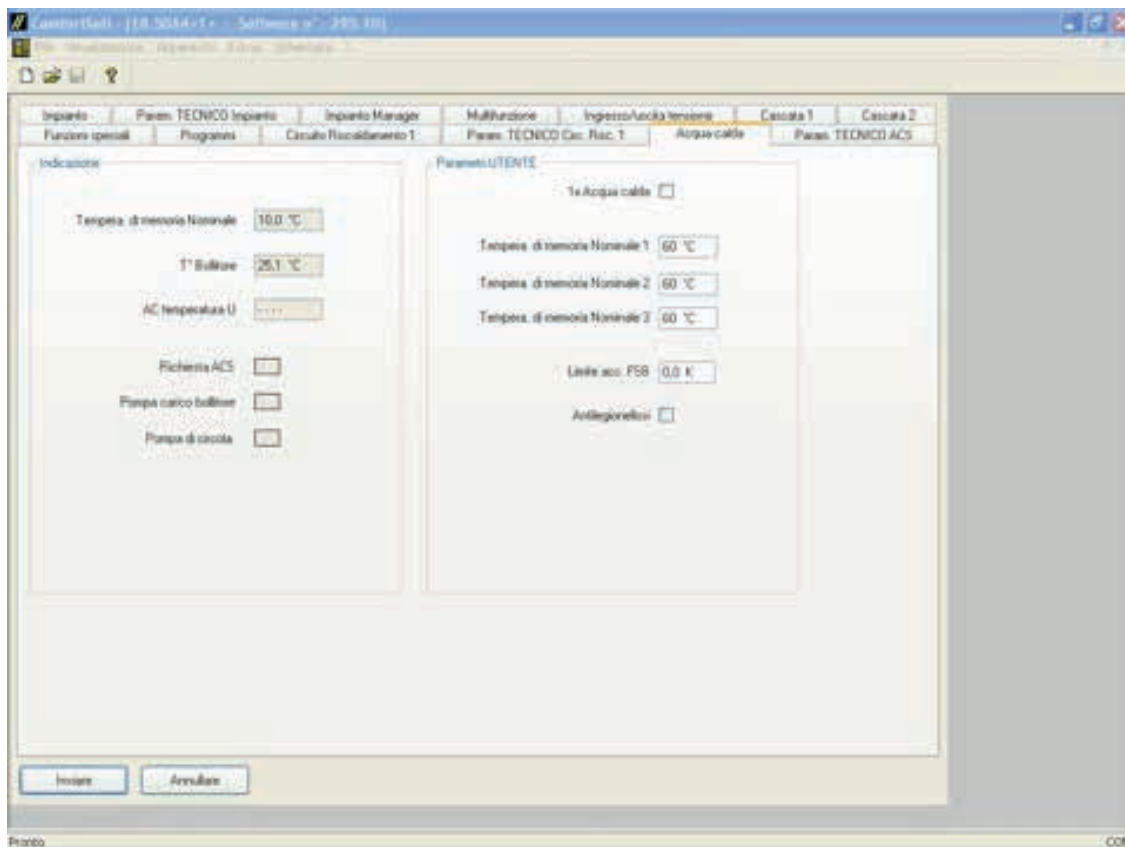 Impianto Param. TECNICO Impianto Impianto Manager Multifunzione Ingresso/uscita tensione Cascata 1 Cascata 2
Funzioni speciali Programmi Circuito Riscaldamento 1 Param. TECNICO Circ. Risc. 1 Acqua calda Param. TECNICO ACS
Indicazione
Tempera. di memoria Nominale 10,0 °C
T° Bollitore 25,1 °C
AC temperatura U ----
Richiesta ACS
Pompa carico bollitore
Pompa di circola
Parametri UTENTE
1x Acqua calda
Tempera. di memoria Nominale 1 60 °C
Tempera. di memoria Nominale 2 60 °C
Tempera. di memoria Nominale 3 60 °C
Limite acc. FSB 0,0 K
Antilegionellosi
Inviare Annullare
Pronto